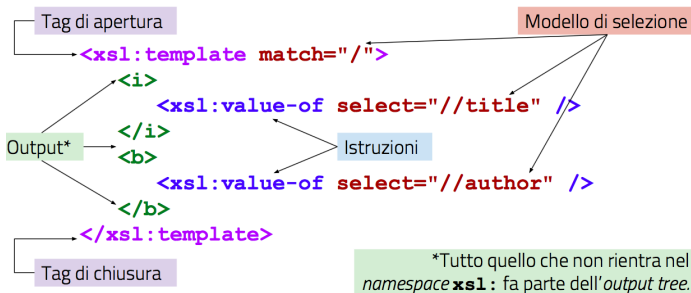 Tag di apertura
Modello di selezione
<xsl:template match="/">
<i>
<xsl:value-of select="//title" />
</i>
Output*
Istruzioni
<b>
<xsl:value-of select="//author" />
</b>
</xsl:template>
Tag di chiusura
*Tutto quello che non rientra nel
namespace xsl: fa parte dell'output tree.